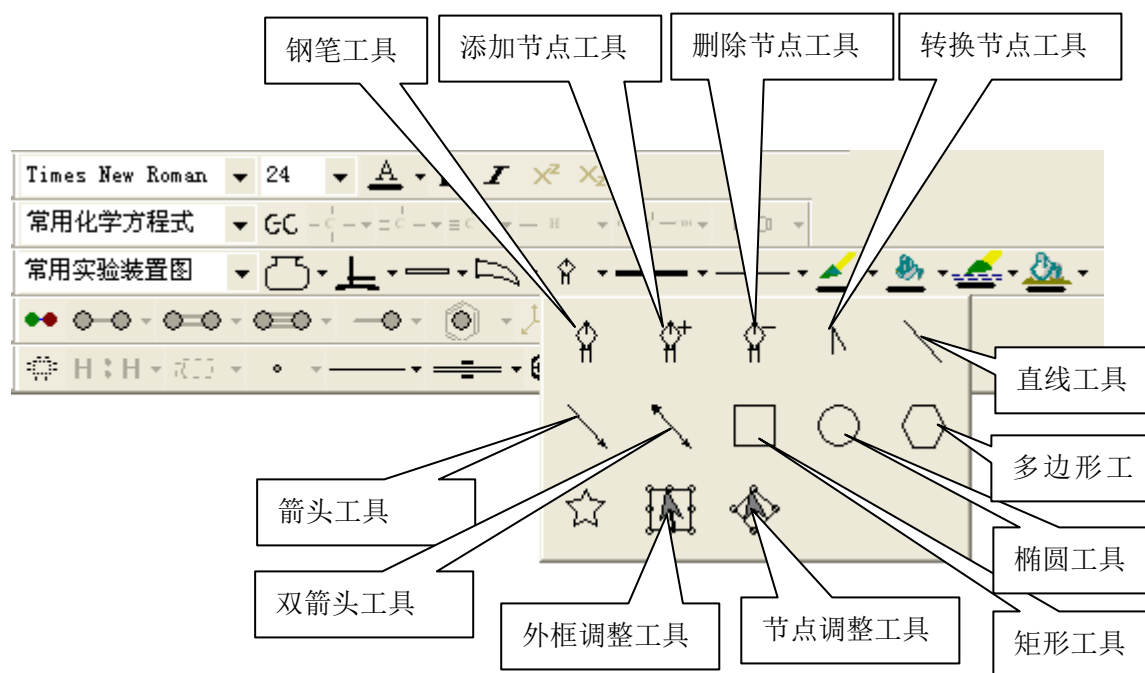 钢笔工具 添加节点工具 删除节点工具 转换节点工具
Times New Roman 24 A I X² X₂
常用化学方程式 GC
常用实验装置图
H:H
直线工具
多边形工
箭头工具
椭圆工具
双箭头工具
外框调整工具 节点调整工具
矩形工具